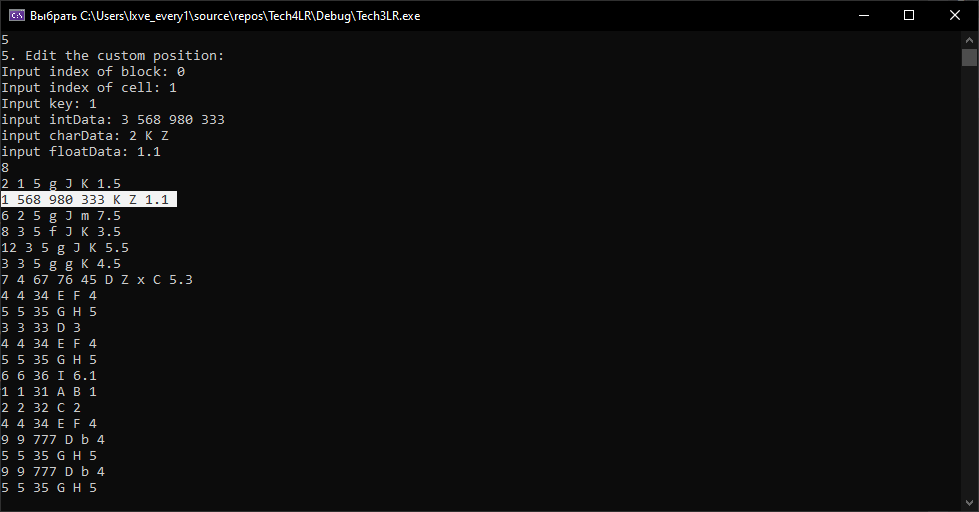 Выбрать C:\Users\lxve_every1\source\repos\Tech4LR\Debug\Tech3LR.exe
5
5. Edit the custom position:
Input index of block: 0
Input index of cell: 1
Input key: 1
input intData: 3 568 980 333
input charData: 2 K Z
input floatData: 1.1
8
2 1 5 g J K 1.5
1 568 980 333 K Z 1.1
6 2 5 g J m 7.5
8 3 5 f J K 3.5
12 3 5 g J K 5.5
3 3 5 g g K 4.5
7 4 67 76 45 D Z x C 5.3
4 4 34 E F 4
5 5 35 G H 5
3 3 33 D 3
4 4 34 E F 4
5 5 35 G H 5
6 6 36 I 6.1
1 1 31 A B 1
2 2 32 C 2
4 4 34 E F 4
9 9 777 D b 4
5 5 35 G H 5
9 9 777 D b 4
5 5 35 G H 5